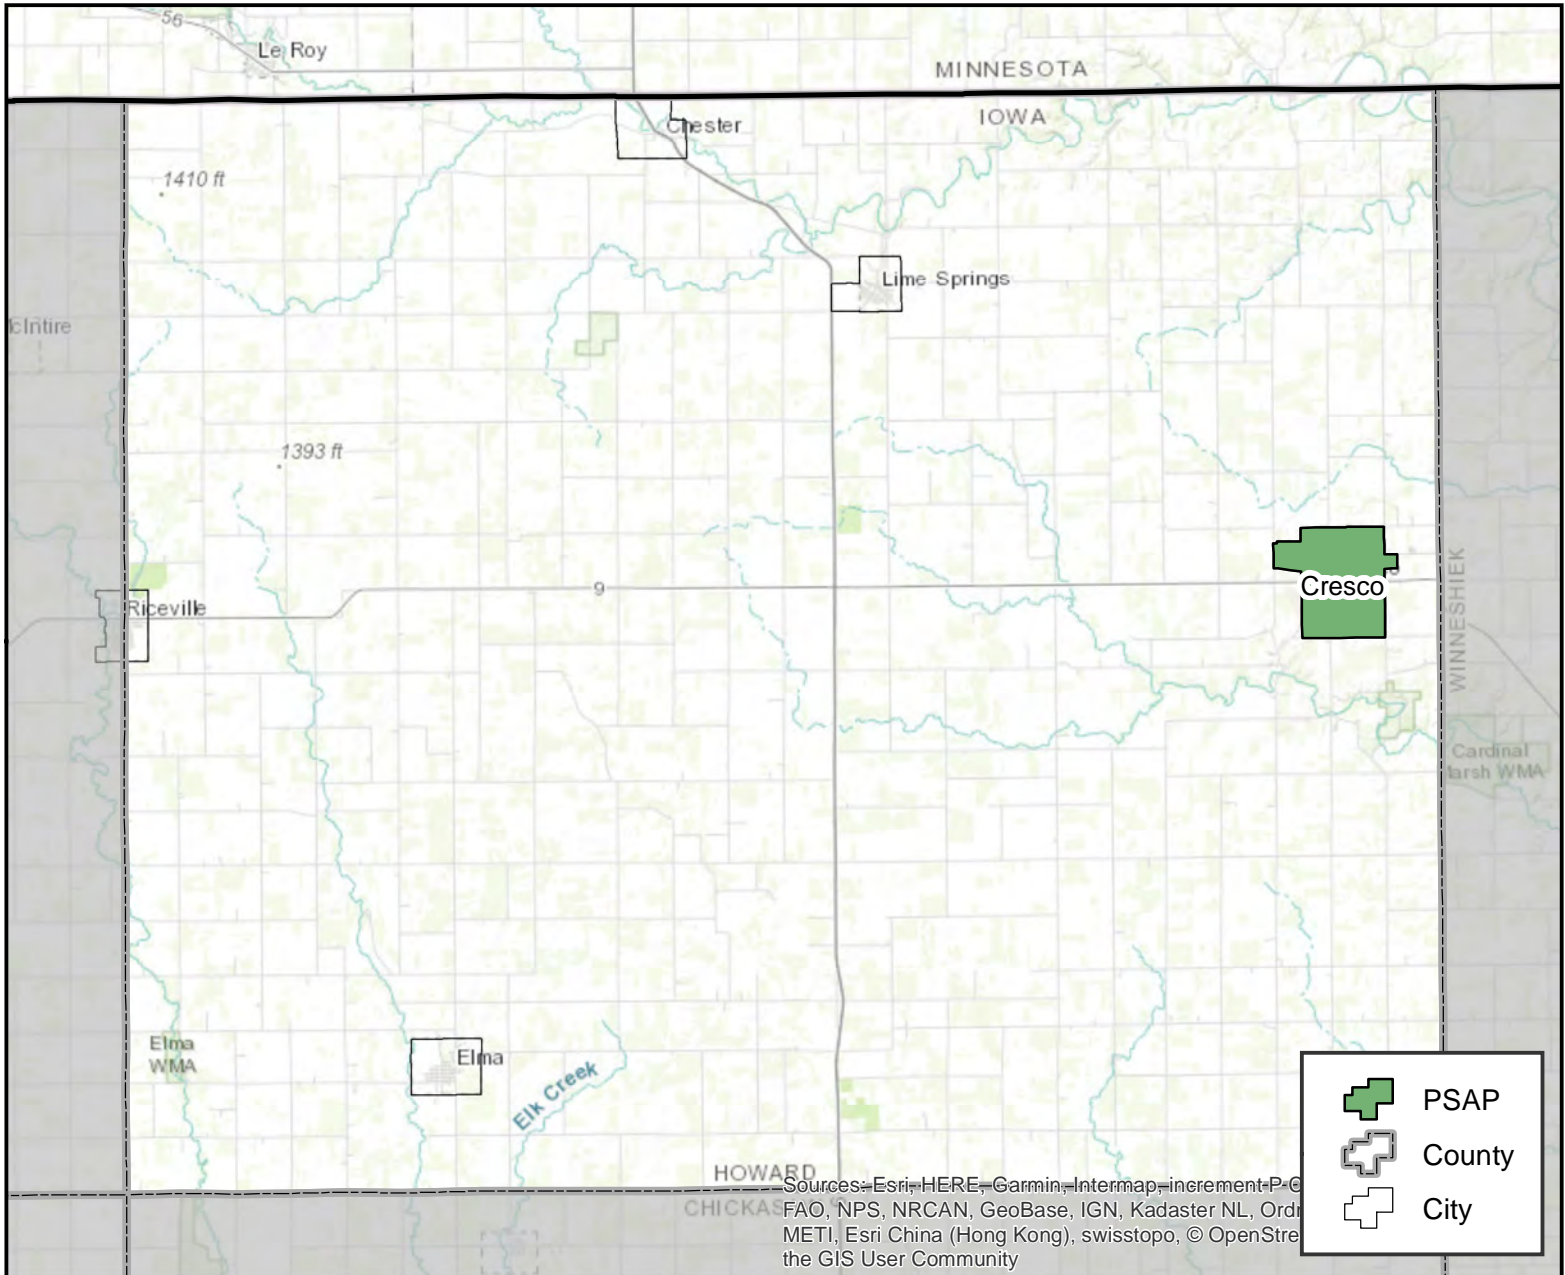 56
Le Roy
MINNESOTA
IOWA
Chester
1410 ft
Lime Springs
cIntire
1393 ft
9
Cresco
Riceville
WINNESHIEK
Cardinal
Marsh WMA
Elma
WMA
Elma
Elk Creek
PSAP
County
City
HOWARD
CHICKAS
Sources: Esri, HERE, Garmin, Intermap, increment P C
FAO, NPS, NRCAN, GeoBase, IGN, Kadaster NL, Ordn
METI, Esri China (Hong Kong), swisstopo, © OpenStre
the GIS User Community